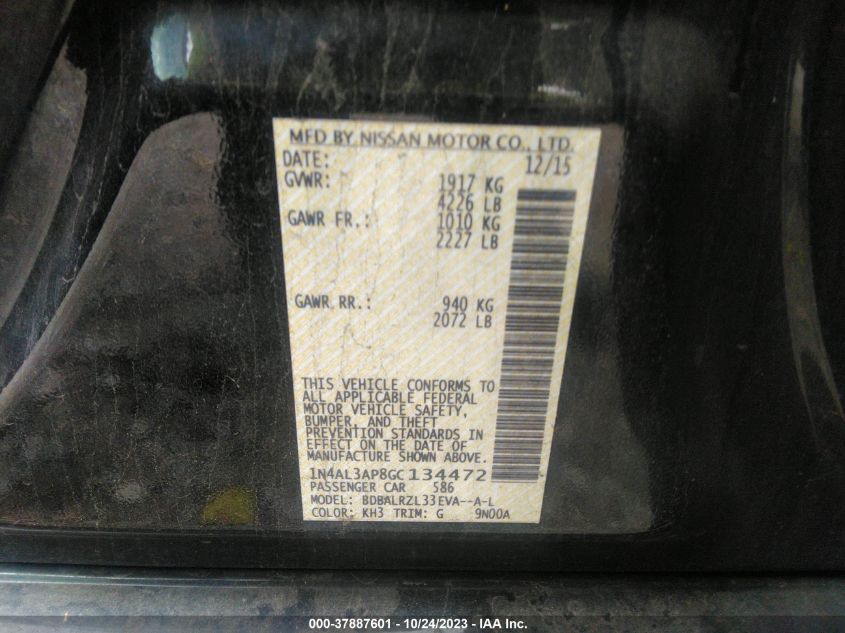 MFD BY NISSAN MOTOR CO., LTD.
DATE: 12/15
GVWR: 1917 KG
4226 LB
GAWR FR.: 1010 KG
2227 LB
GAWR RR.: 940 KG
2072 LB
THIS VEHICLE CONFORMS TO
ALL APPLICABLE FEDERAL
MOTOR VEHICLE SAFETY,
BUMPER, AND THEFT
PREVENTION STANDARDS IN
EFFECT ON THE DATE OF
MANUFACTURE SHOWN ABOVE.
1N4AL3AP8GC134472
PASSENGER CAR 586
MODEL: BDBALRZL33EVA--A-L
COLOR: KH3 TRIM: G 9N00A
000-37887601 - 10/24/2023 - IAA Inc.